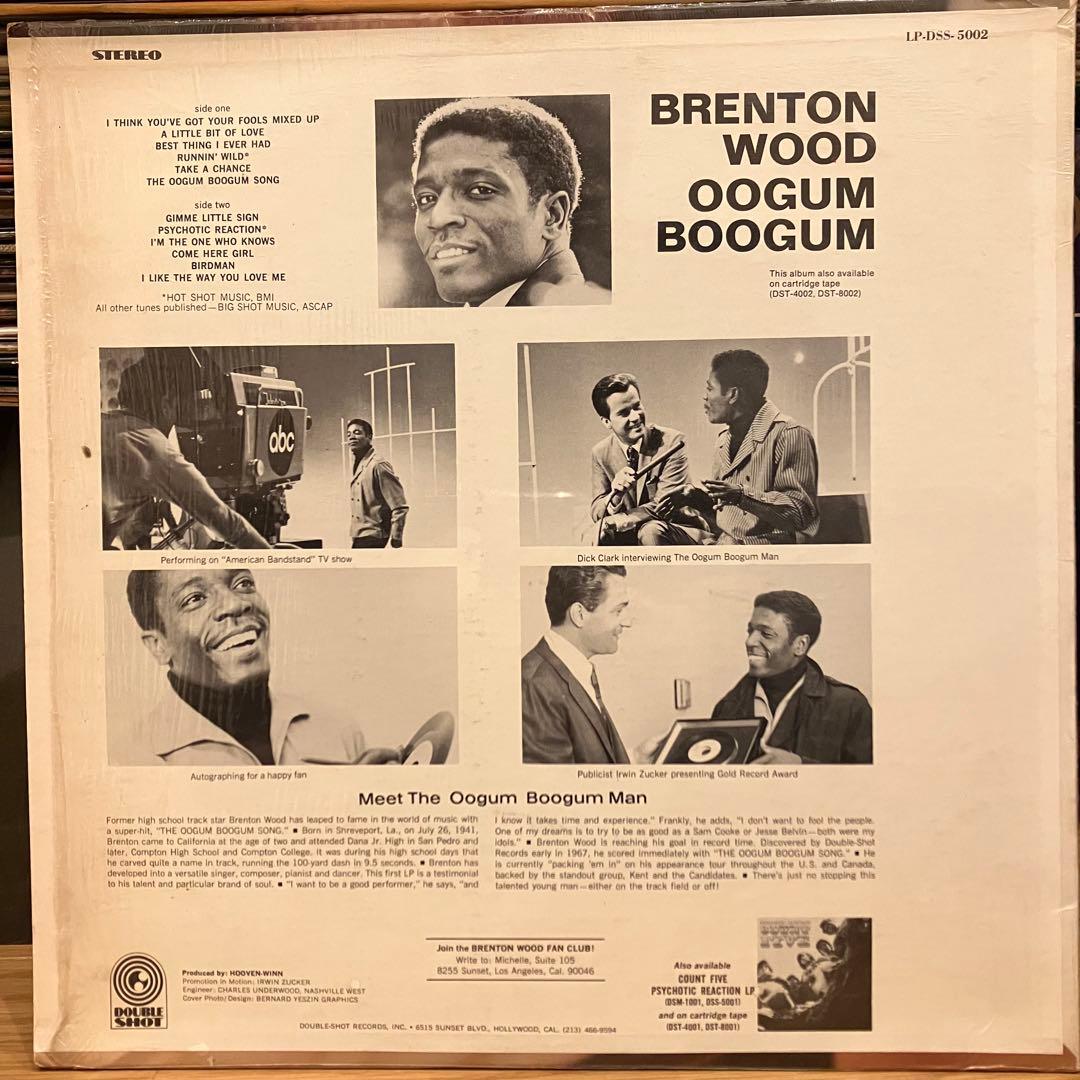 STEREO
LP-DSS-5002
side one
I THINK YOU'VE GOT YOUR FOOLS MIXED UP
A LITTLE BIT OF LOVE
BEST THING I EVER HAD
RUNNIN' WILD*
TAKE A CHANCE
THE OOGUM BOOGUM SONG
side two
GIMME LITTLE SIGN
PSYCHOTIC REACTION*
I'M THE ONE WHO KNOWS
COME HERE GIRL
BIRDMAN
I LIKE THE WAY YOU LOVE ME
*HOT SHOT MUSIC, BMI
All other tunes published—BIG SHOT MUSIC, ASCAP
BRENTON
WOOD
OOGUM
BOOGUM
This album also available
on cartridge tape
(DST-4002, DST-8002)
abc
Performing on "American Bandstand" TV show
Dick Clark interviewing The Oogum Boogum Man
Autographing for a happy fan
Publicist Irwin Zucker presenting Gold Record Award
Meet The Oogum Boogum Man
Former high school track star Brenton Wood has leaped to fame in the world of music with
a super-hit, "THE OOGUM BOOGUM SONG." ■ Born in Shreveport, La., on July 26, 1941,
Brenton came to California at the age of two and attended Dana Jr. High in San Pedro and
later, Compton High School and Compton College. It was during his high school days that
he carved quite a name in track, running the 100-yard dash in 9.5 seconds. ■ Brenton has
developed into a versatile singer, composer, pianist and dancer. This first LP is a testimonial
to his talent and particular brand of soul. ■ "I want to be a good performer," he says, "and
I know it takes time and experience." Frankly, he adds, "I don't want to fool the people.
One of my dreams is to try to be as good as a Sam Cooke or Jesse Belvin—both were my
idols." ■ Brenton Wood is reaching his goal in record time. Discovered by Double-Shot
Records early in 1967, he scored immediately with "THE OOGUM BOOGUM SONG." ■ He
is currently "packing 'em in" on his appearance tour throughout the U.S. and Canada,
backed by the standout group, Kent and the Candidates. ■ There's just no stopping this
talented young man—either on the track field or off!
DOUBLE
SHOT
Produced by: HOOVEN-WINN
Promotion in Motion: IRWIN ZUCKER
Engineer: CHARLES UNDERWOOD, NASHVILLE WEST
Cover Photo/Design: BERNARD YESZIN GRAPHICS
Join the BRENTON WOOD FAN CLUB!
Write to: Michelle, Suite 105
8255 Sunset, Los Angeles, Cal. 90046
Also available
COUNT FIVE
PSYCHOTIC REACTION LP
(DSM-1001, DSS-5001)
and on cartridge tape
(DST-4001, DST-8001)
DOUBLE-SHOT RECORDS, INC. • 6515 SUNSET BLVD., HOLLYWOOD, CAL. (213) 466-9594